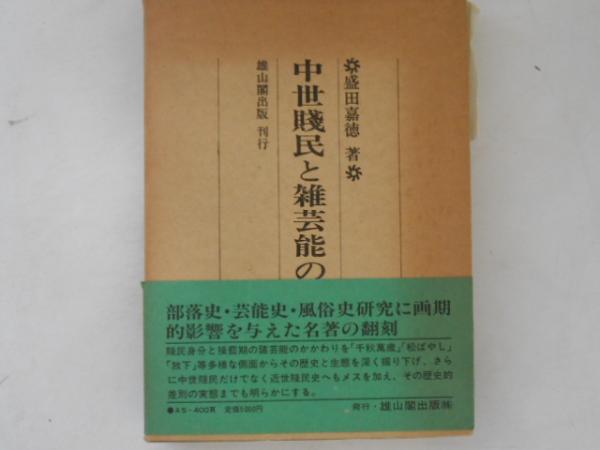 盛田嘉徳 著
中世賤民と雑芸能の
雄山閣出版 刊行
部落史・芸能史・風俗史研究に画期
的影響を与えた名著の翻刻
賤民身分と揺籃期の諸芸能のかかわりを「千秋萬歳」「松ばやし」
「放下」等多様な側面からその歴史と生態を深く掘り下げ、さら
に中世賤民だけでなく近世賤民史へもメスを加え、その歴史的
差別の実態までも明らかにする。
●A5・400頁 定価5000円
発行・雄山閣出版㈱